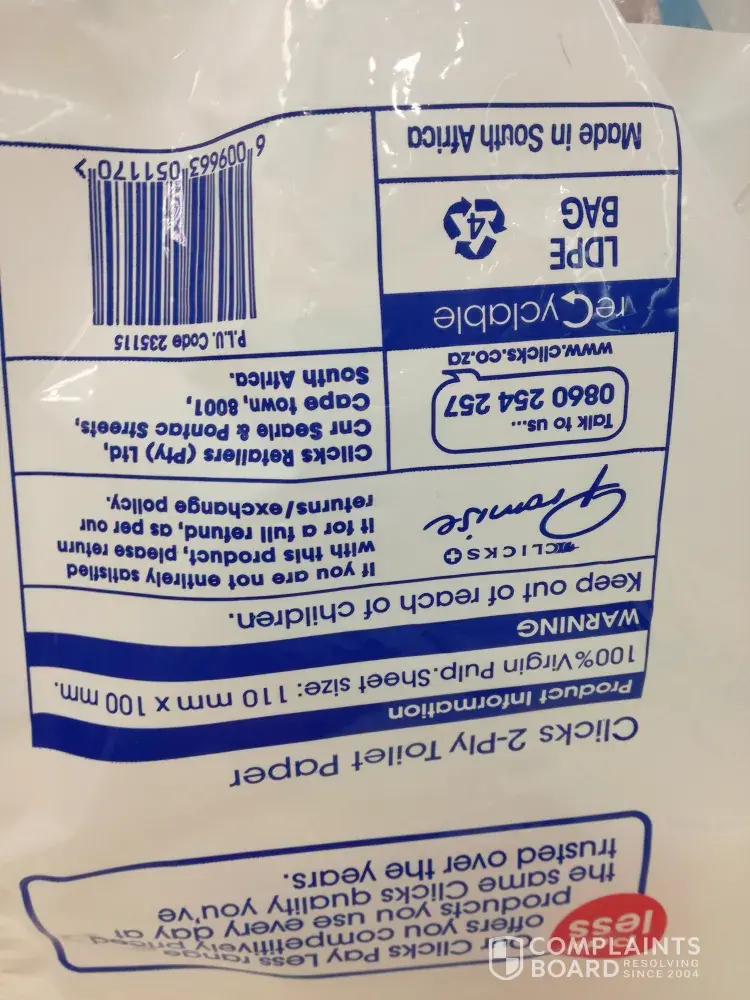 less
Our Clicks Pay Less range
offers you competitively priced
products you use every day at
the same Clicks quality you've
trusted over the years.
Clicks 2-Ply Toilet Paper
Product Information
100%Virgin Pulp.Sheet size: 110 mm x 100 mm.
WARNING
Keep out of reach of children.
CLICKS
Promise
If you are not entirely satisfied
with this product, please return
it for a full refund, as per our
returns/exchange policy.
Talk to us...
0860 254 257
www.clicks.co.za
Clicks Retailers (Pty) Ltd,
Cnr Searle & Pontac Streets,
Cape town, 8001,
South Africa.
reCyclable
LDPE
BAG
4
Made in South Africa
P.L.U. Code 235115
6 009663 051170 >
COMPLAINTS
BOARD RESOLVING
SINCE 2004